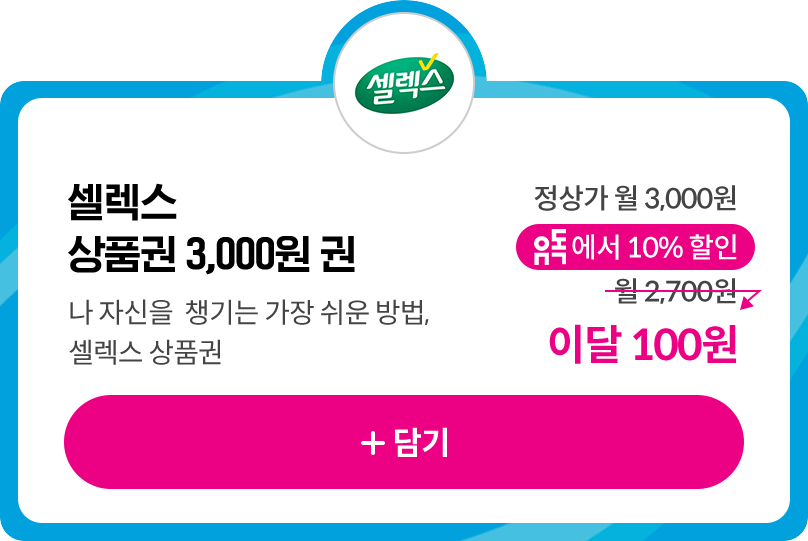 셀렉스
셀렉스
상품권 3,000원 권
나 자신을 챙기는 가장 쉬운 방법,
셀렉스 상품권
정상가 월 3,000원
유독에서 10% 할인
월 2,700원
이달 100원
+ 담기